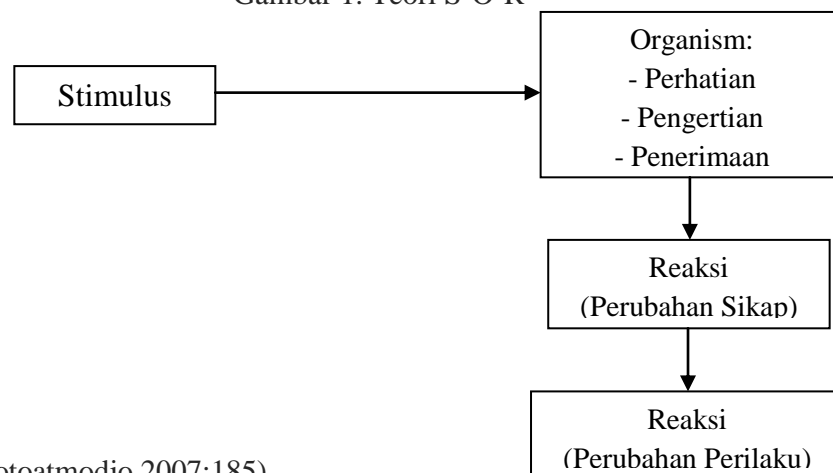 Gambar 1. Teori S-O-R
Stimulus
Organism:
- Perhatian
- Pengertian
- Penerimaan
Reaksi
(Perubahan Sikap)
Reaksi
(Perubahan Perilaku)
otoatmodjo 2007:185)